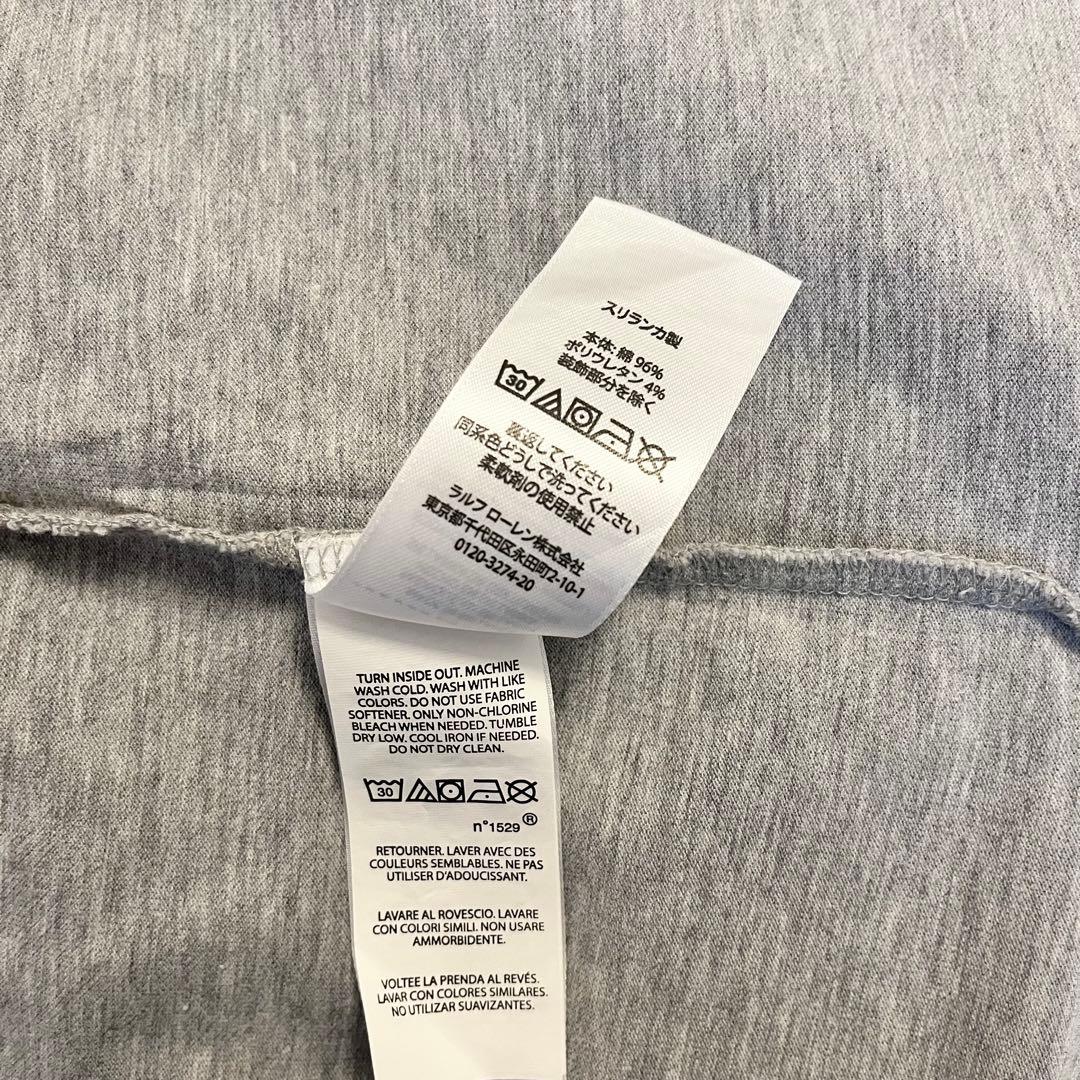 スリランカ製
本体: 綿 96%
ポリウレタン 4%
装飾部分を除く
30
裏返してください
同系色どうしで洗ってください
柔軟剤の使用禁止
ラルフ ローレン株式会社
東京都千代田区永田町2-10-1
0120-3274-20
TURN INSIDE OUT. MACHINE
WASH COLD. WASH WITH LIKE
COLORS. DO NOT USE FABRIC
SOFTENER. ONLY NON-CHLORINE
BLEACH WHEN NEEDED. TUMBLE
DRY LOW. COOL IRON IF NEEDED.
DO NOT DRY CLEAN.
30
n°1529®
RETOURNER. LAVER AVEC DES
COULEURS SEMBLABLES. NE PAS
UTILISER D'ADOUCISSANT.
LAVARE AL ROVESCIO. LAVARE
CON COLORI SIMILI. NON USARE
AMMORBIDENTE.
VOLTEE LA PRENDA AL REVÉS.
LAVAR CON COLORES SIMILARES.
NO UTILIZAR SUAVIZANTES.